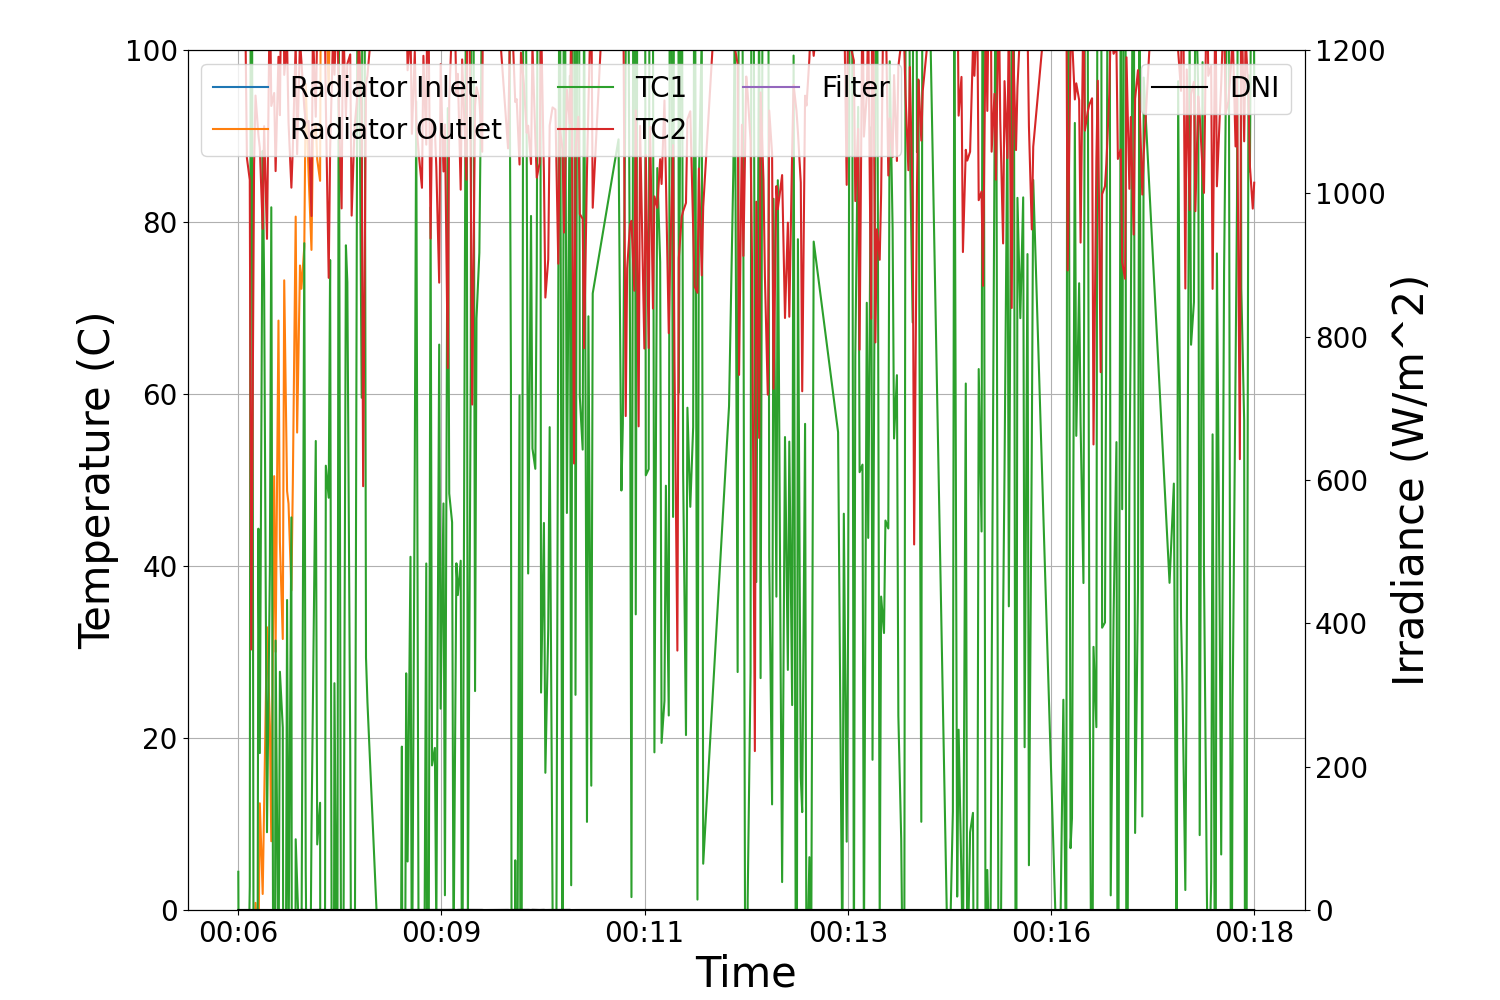 Radiator Inlet
Radiator Outlet
TC1
TC2
Filter
DNI
Temperature (C)
100
80
60
40
20
0
1200
1000
800
600
400
200
0
Irradiance (W/m^2)
00:06 00:09 00:11 00:13 00:16 00:18
Time